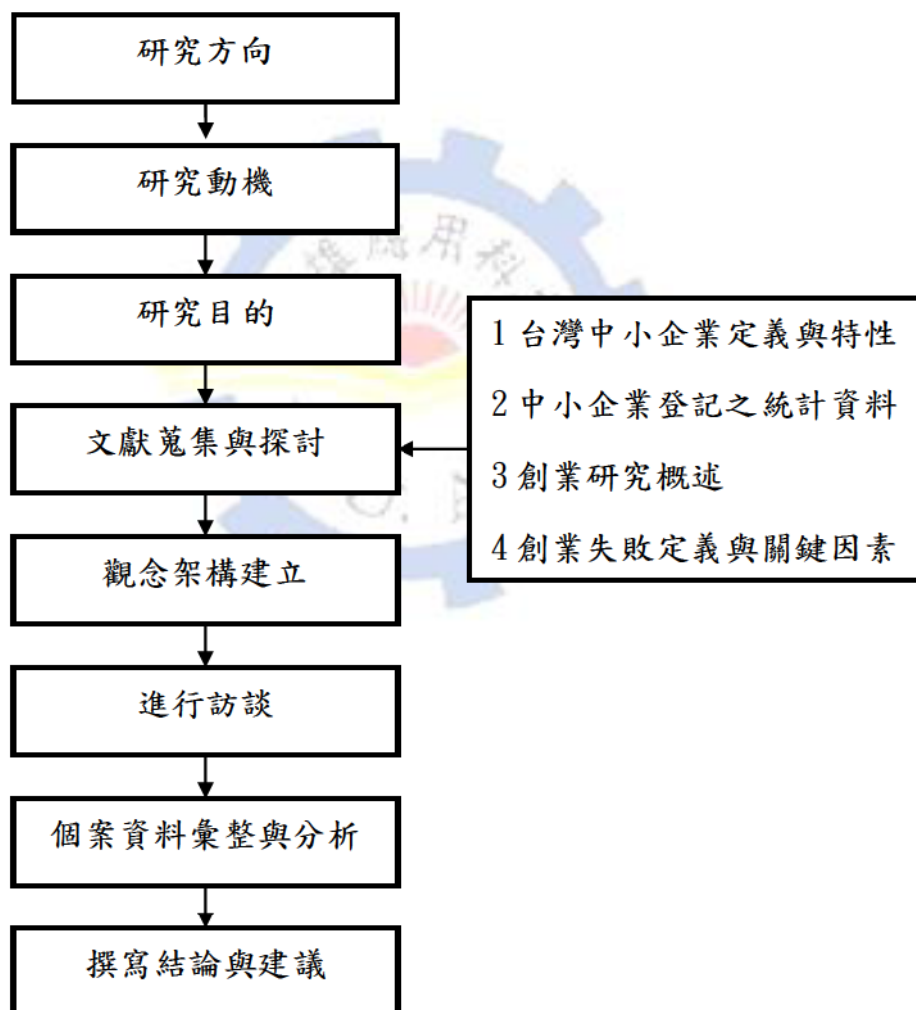 研究方向
研究動機
研究目的
文獻蒐集與探討
1 台灣中小企業定義與特性
2 中小企業登記之統計資料
3 創業研究概述
4 創業失敗定義與關鍵因素
觀念架構建立
進行訪談
個案資料彙整與分析
撰寫結論與建議
應用科